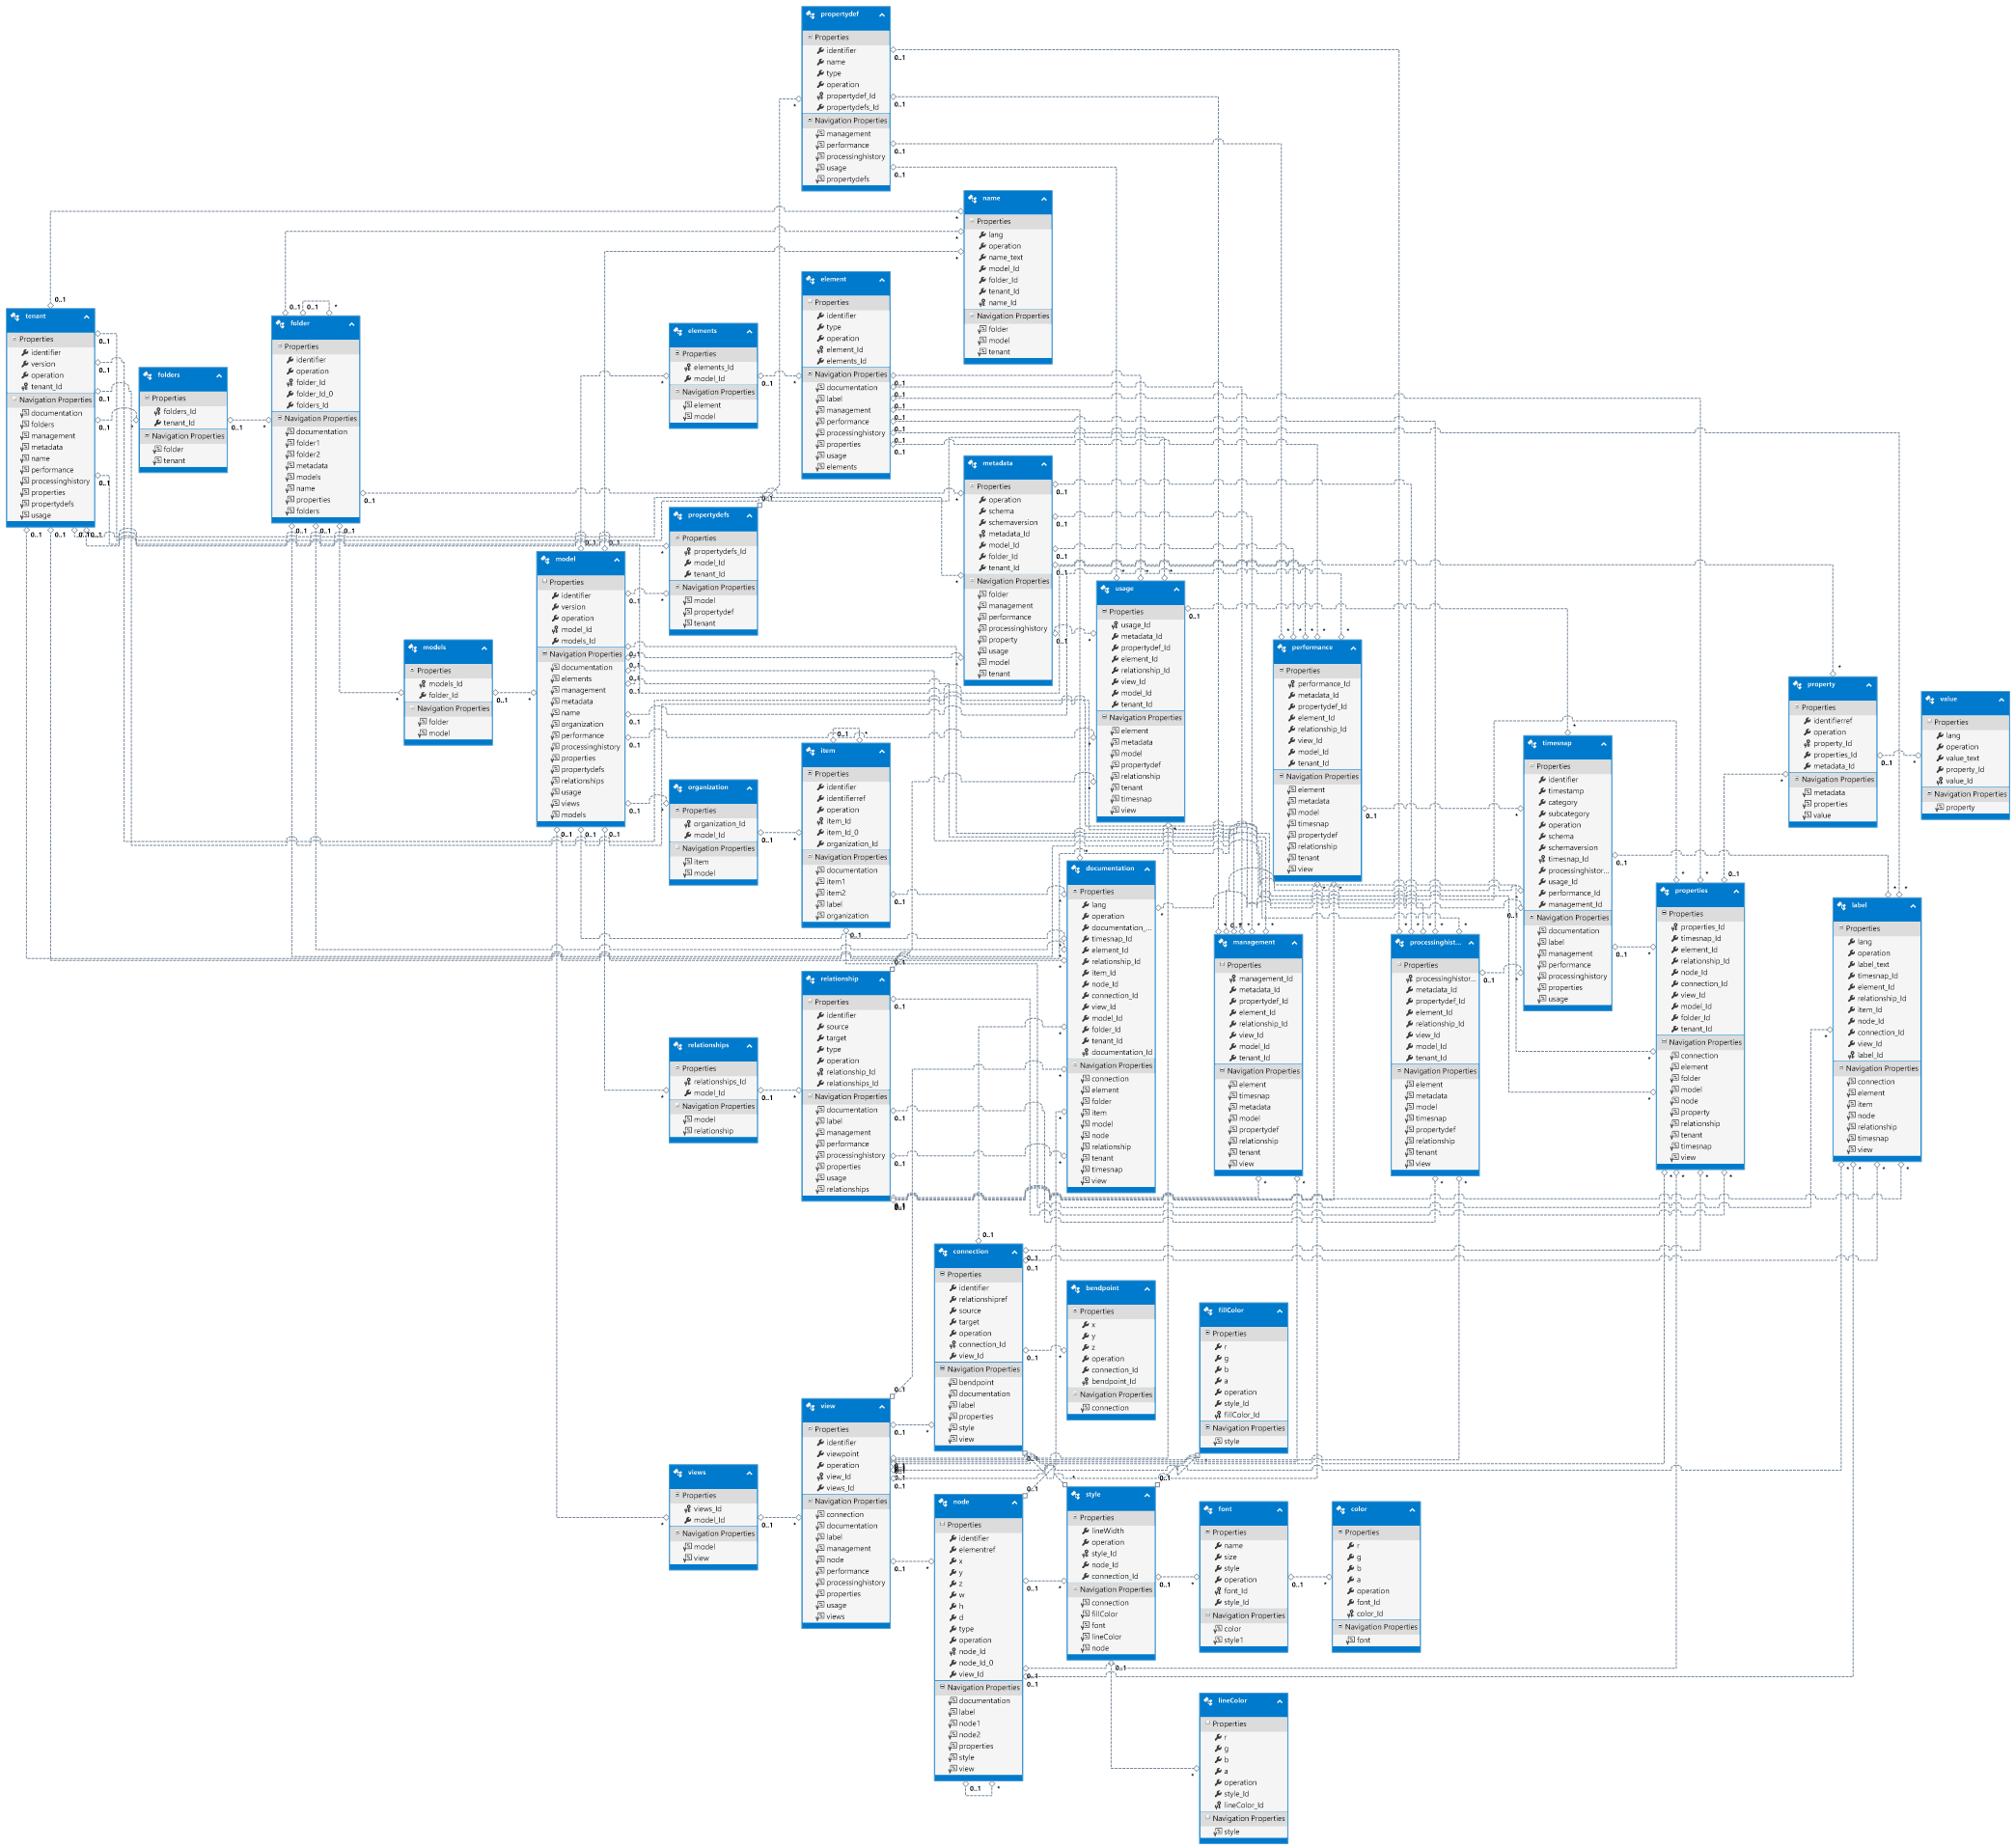 propertydef
Properties
identifier
name
type
operation
propertydef_Id
propertydefs_Id
Navigation Properties
management
performance
processinghistory
usage
propertydefs
name
Properties
lang
operation
name_text
model_Id
folder_Id
tenant_Id
name_Id
Navigation Properties
folder
model
tenant
element
Properties
identifier
type
operation
element_Id
elements_Id
Navigation Properties
documentation
label
management
performance
processinghistory
properties
usage
elements
tenant
Properties
identifier
version
operation
tenant_Id
Navigation Properties
documentation
folders
management
metadata
name
performance
processinghistory
properties
propertydefs
usage
folders
Properties
folders_Id
tenant_Id
Navigation Properties
folder
tenant
folder
Properties
identifier
operation
folder_Id
folder_Id_0
folders_Id
Navigation Properties
documentation
folder1
folder2
metadata
models
name
properties
folders
elements
Properties
elements_Id
model_Id
Navigation Properties
element
model
metadata
Properties
operation
schema
schemaversion
metadata_Id
model_Id
folder_Id
tenant_Id
Navigation Properties
folder
management
performance
processinghistory
property
usage
model
tenant
propertydefs
Properties
propertydefs_Id
model_Id
tenant_Id
Navigation Properties
model
propertydef
tenant
model
Properties
identifier
version
operation
model_Id
models_Id
Navigation Properties
documentation
elements
management
metadata
name
organization
performance
processinghistory
properties
propertydefs
relationships
usage
views
models
models
Properties
models_Id
folder_Id
Navigation Properties
folder
model
usage
Properties
usage_Id
metadata_Id
propertydef_Id
element_Id
relationship_Id
view_Id
model_Id
tenant_Id
Navigation Properties
element
metadata
model
propertydef
relationship
tenant
timesnap
view
performance
Properties
performance_Id
metadata_Id
propertydef_Id
element_Id
relationship_Id
view_Id
model_Id
tenant_Id
Navigation Properties
element
metadata
model
timesnap
propertydef
relationship
tenant
view
property
Properties
identifierref
operation
property_Id
properties_Id
metadata_Id
Navigation Properties
metadata
properties
value
value
Properties
lang
operation
value_text
property_Id
value_Id
Navigation Properties
property
timesnap
Properties
identifier
timestamp
category
subcategory
operation
schema
schemaversion
timesnap_Id
processinghistor...
usage_Id
performance_Id
management_Id
Navigation Properties
documentation
label
management
performance
processinghistory
properties
usage
item
Properties
identifier
identifierref
operation
item_Id
item_Id_0
organization_Id
Navigation Properties
documentation
item1
item2
label
organization
organization
Properties
organization_Id
model_Id
Navigation Properties
item
model
documentation
Properties
lang
operation
documentation_...
timesnap_Id
element_Id
relationship_Id
item_Id
node_Id
connection_Id
view_Id
model_Id
folder_Id
tenant_Id
documentation_Id
Navigation Properties
connection
element
folder
item
model
node
relationship
tenant
timesnap
view
management
Properties
management_Id
metadata_Id
propertydef_Id
element_Id
relationship_Id
view_Id
model_Id
tenant_Id
Navigation Properties
element
timesnap
metadata
model
propertydef
relationship
tenant
view
processinghist...
Properties
processinghistor...
metadata_Id
propertydef_Id
element_Id
relationship_Id
view_Id
model_Id
tenant_Id
Navigation Properties
element
metadata
model
timesnap
propertydef
relationship
tenant
view
properties
Properties
properties_Id
timesnap_Id
element_Id
relationship_Id
node_Id
connection_Id
view_Id
model_Id
folder_Id
tenant_Id
Navigation Properties
connection
element
folder
model
node
property
relationship
tenant
timesnap
view
label
Properties
lang
operation
label_text
timesnap_Id
element_Id
relationship_Id
item_Id
node_Id
connection_Id
view_Id
label_Id
Navigation Properties
connection
element
item
node
relationship
timesnap
view
relationship
Properties
identifier
source
target
type
operation
relationship_Id
relationships_Id
Navigation Properties
documentation
label
management
performance
processinghistory
properties
usage
relationships
relationships
Properties
relationships_Id
model_Id
Navigation Properties
model
relationship
connection
Properties
identifier
relationshipref
source
target
operation
connection_Id
view_Id
Navigation Properties
bendpoint
documentation
label
properties
style
view
bendpoint
Properties
x
y
z
operation
connection_Id
bendpoint_Id
Navigation Properties
connection
fillColor
Properties
r
g
b
a
operation
style_Id
fillColor_Id
Navigation Properties
style
view
Properties
identifier
viewpoint
operation
view_Id
views_Id
Navigation Properties
connection
documentation
label
management
node
performance
processinghistory
properties
usage
views
views
Properties
views_Id
model_Id
Navigation Properties
model
view
node
Properties
identifier
elementref
x
y
z
w
h
d
type
operation
node_Id
node_Id_0
view_Id
Navigation Properties
documentation
label
node1
node2
properties
style
view
style
Properties
lineWidth
operation
style_Id
node_Id
connection_Id
Navigation Properties
connection
fillColor
font
lineColor
node
font
Properties
name
size
style
operation
font_Id
style_Id
Navigation Properties
color
style1
color
Properties
r
g
b
a
operation
font_Id
color_Id
Navigation Properties
font
lineColor
Properties
r
g
b
a
operation
style_Id
lineColor_Id
Navigation Properties
style